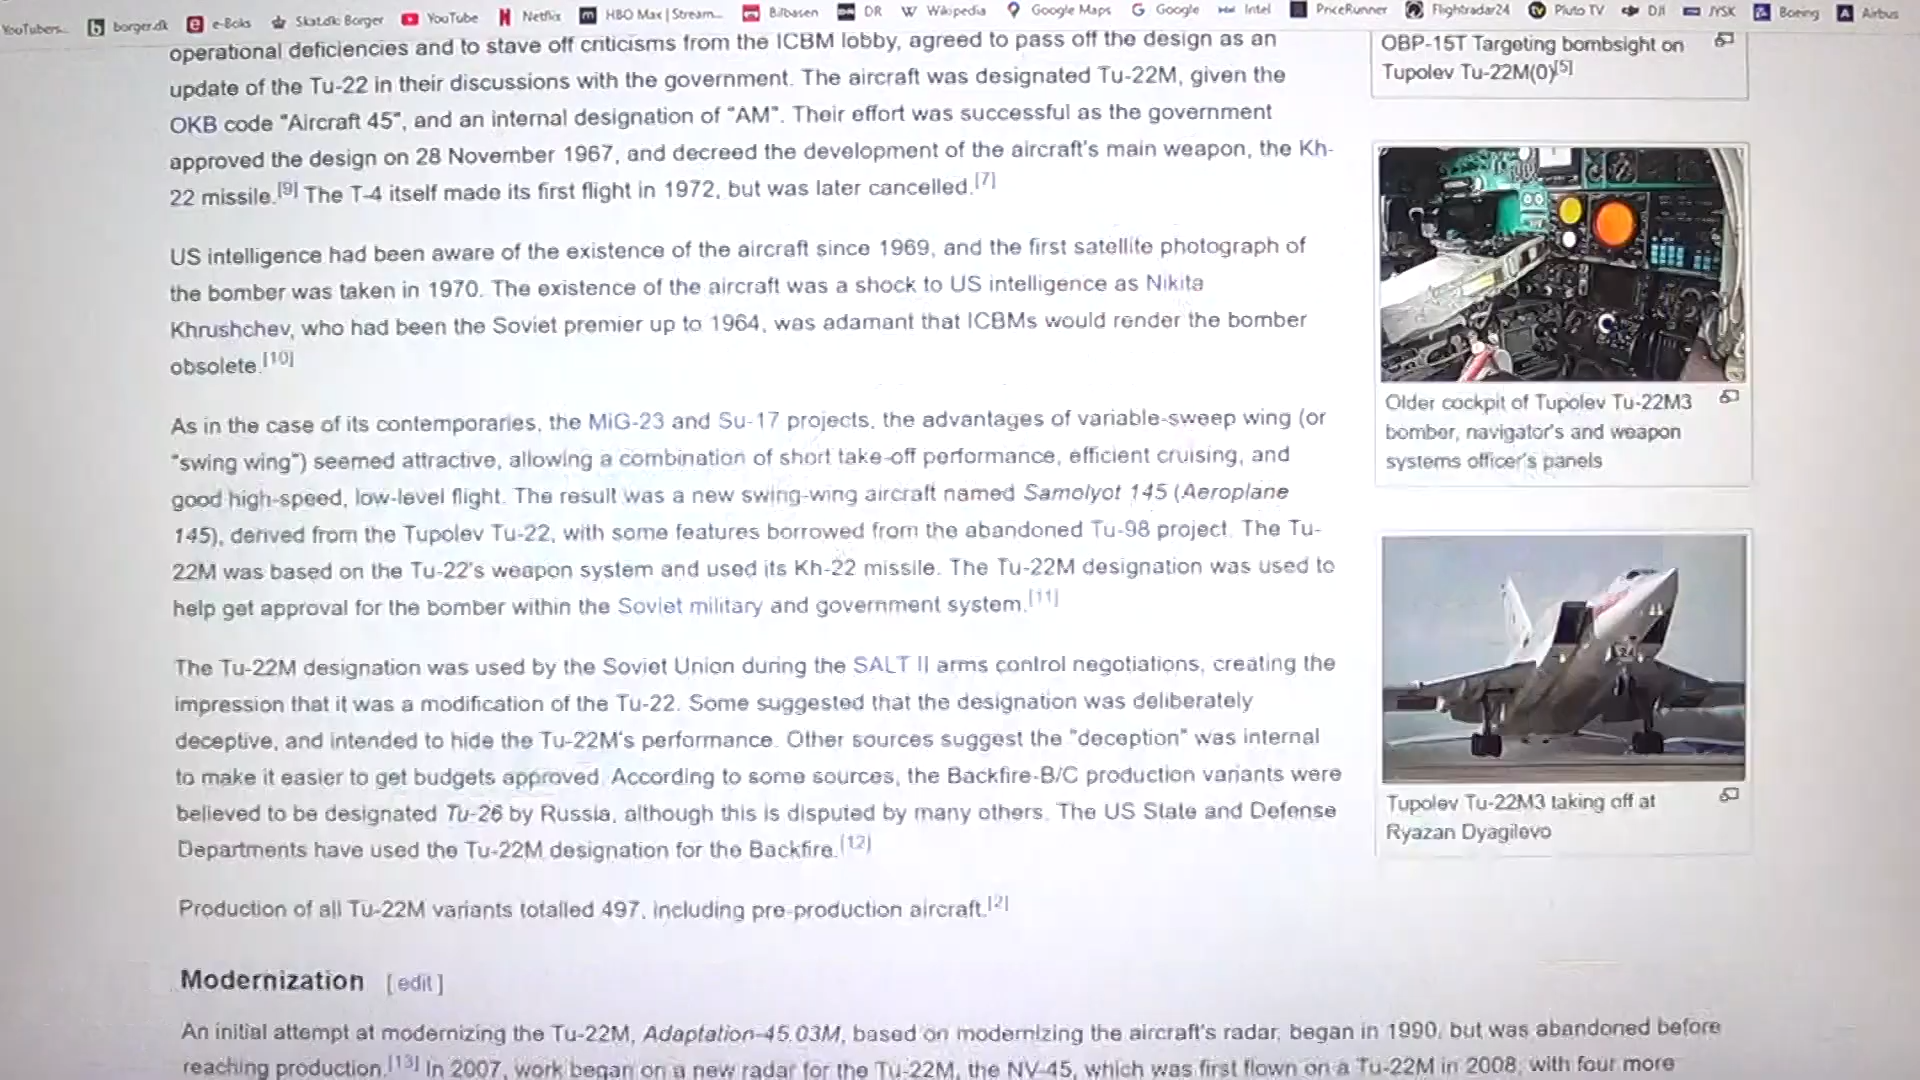 YouTubers...
borger.dk
e-Boks
Skat.dk: Borger
YouTube
Netflix
HBO Max | Stream...
Bilbasen
DR
Wikipedia
Google Maps
Google
Intel
PriceRunner
Flightradar24
Pluto TV
DJI
JYSK
Boeing
Airbus
operational deficiencies and to stave off criticisms from the ICBM lobby, agreed to pass off the design as an
update of the Tu-22 in their discussions with the government. The aircraft was designated Tu-22M, given the
OKB code "Aircraft 45", and an internal designation of "AM". Their effort was successful as the government
approved the design on 28 November 1967, and decreed the development of the aircraft's main weapon, the Kh-
22 missile.[9] The T-4 itself made its first flight in 1972, but was later cancelled.[7]
US intelligence had been aware of the existence of the aircraft since 1969, and the first satellite photograph of
the bomber was taken in 1970. The existence of the aircraft was a shock to US intelligence as Nikita
Khrushchev, who had been the Soviet premier up to 1964, was adamant that ICBMs would render the bomber
obsolete.[10]
As in the case of its contemporaries, the MiG-23 and Su-17 projects, the advantages of variable-sweep wing (or
"swing wing") seemed attractive, allowing a combination of short take-off performance, efficient cruising, and
good high-speed, low-level flight. The result was a new swing-wing aircraft named Samolyot 145 (Aeroplane
145), derived from the Tupolev Tu-22, with some features borrowed from the abandoned Tu-98 project. The Tu-
22M was based on the Tu-22's weapon system and used its Kh-22 missile. The Tu-22M designation was used to
help get approval for the bomber within the Soviet military and government system.[11]
The Tu-22M designation was used by the Soviet Union during the SALT II arms control negotiations, creating the
impression that it was a modification of the Tu-22. Some suggested that the designation was deliberately
deceptive, and intended to hide the Tu-22M's performance. Other sources suggest the "deception" was internal
to make it easier to get budgets approved. According to some sources, the Backfire-B/C production variants were
believed to be designated Tu-26 by Russia, although this is disputed by many others. The US State and Defense
Departments have used the Tu-22M designation for the Backfire.[12]
Production of all Tu-22M variants totalled 497, including pre-production aircraft.[2]
Modernization [edit]
An initial attempt at modernizing the Tu-22M, Adaptation-45.03M, based on modernizing the aircraft's radar, began in 1990, but was abandoned before
reaching production.[13] In 2007, work began on a new radar for the Tu-22M, the NV-45, which was first flown on a Tu-22M in 2008, with four more
OBP-15T Targeting bombsight on
Tupolev Tu-22M(0)[5]
Older cockpit of Tupolev Tu-22M3
bomber, navigator's and weapon
systems officer's panels
24
Tupolev Tu-22M3 taking off at
Ryazan Dyagilevo